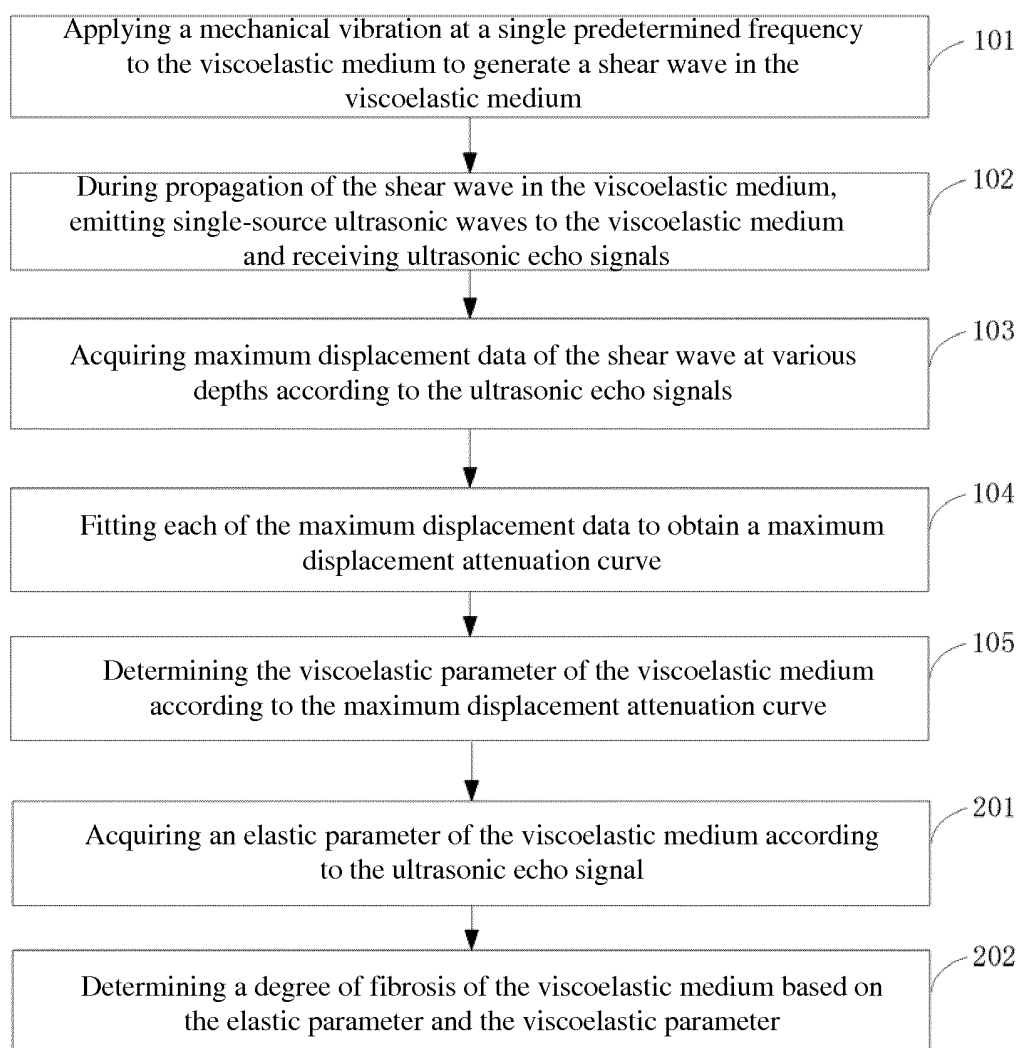 Applying a mechanical vibration at a single predetermined frequency
to the viscoelastic medium to generate a shear wave in the
viscoelastic medium
101
During propagation of the shear wave in the viscoelastic medium,
emitting single-source ultrasonic waves to the viscoelastic medium
and receiving ultrasonic echo signals
102
Acquiring maximum displacement data of the shear wave at various
depths according to the ultrasonic echo signals
103
Fitting each of the maximum displacement data to obtain a maximum
displacement attenuation curve
104
Determining the viscoelastic parameter of the viscoelastic medium
according to the maximum displacement attenuation curve
105
Acquiring an elastic parameter of the viscoelastic medium according
to the ultrasonic echo signal
201
Determining a degree of fibrosis of the viscoelastic medium based on
the elastic parameter and the viscoelastic parameter
202